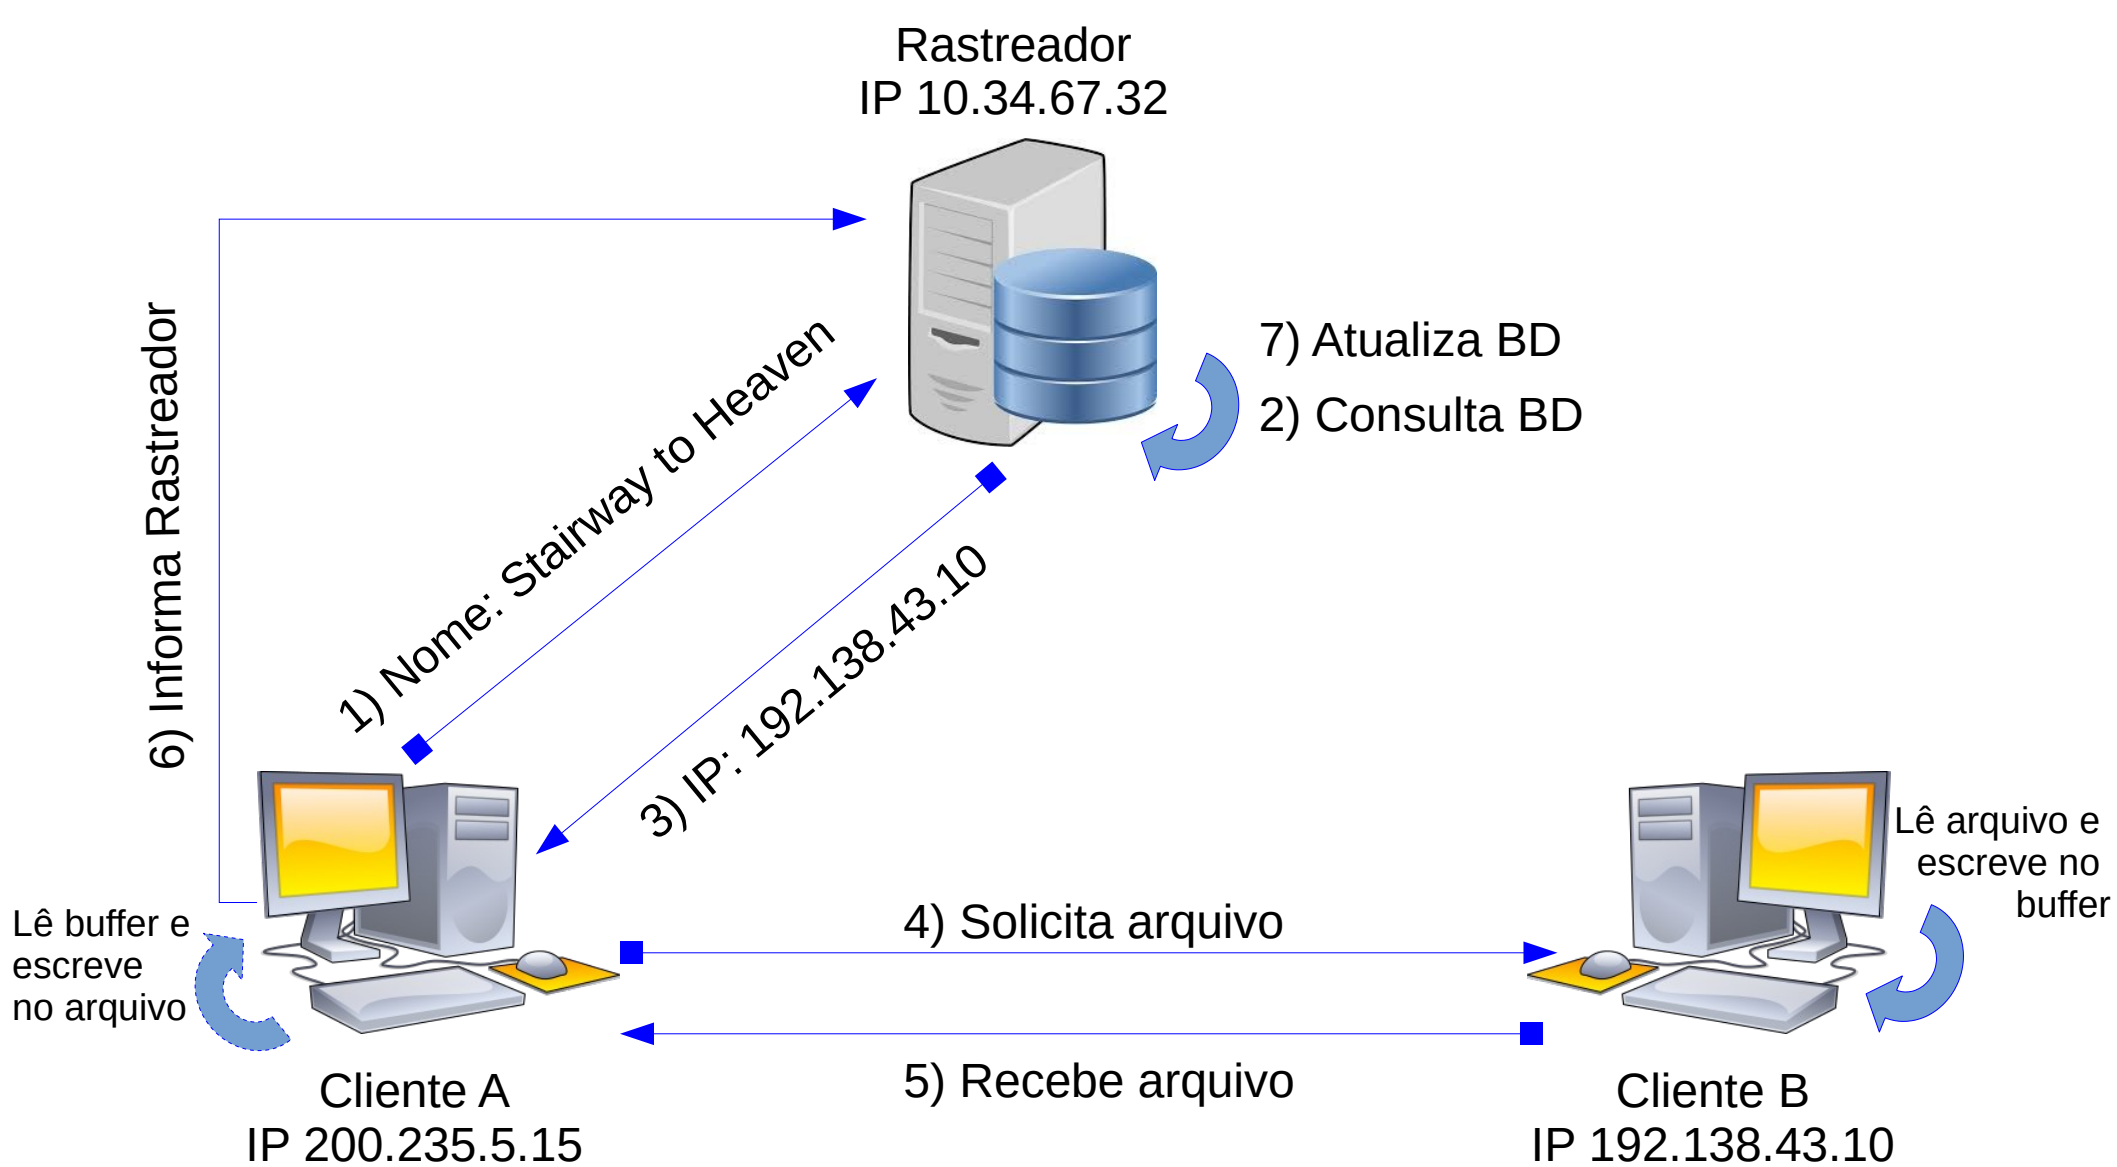 Rastreador
IP 10.34.67.32
7) Atualiza BD
2) Consulta BD
6) Informa Rastreador
1) Nome: Stairway to Heaven
3) IP: 192.138.43.10
4) Solicita arquivo
5) Recebe arquivo
Lê buffer e
escreve
no arquivo
Lê arquivo e
escreve no
buffer
Cliente A
IP 200.235.5.15
Cliente B
IP 192.138.43.10